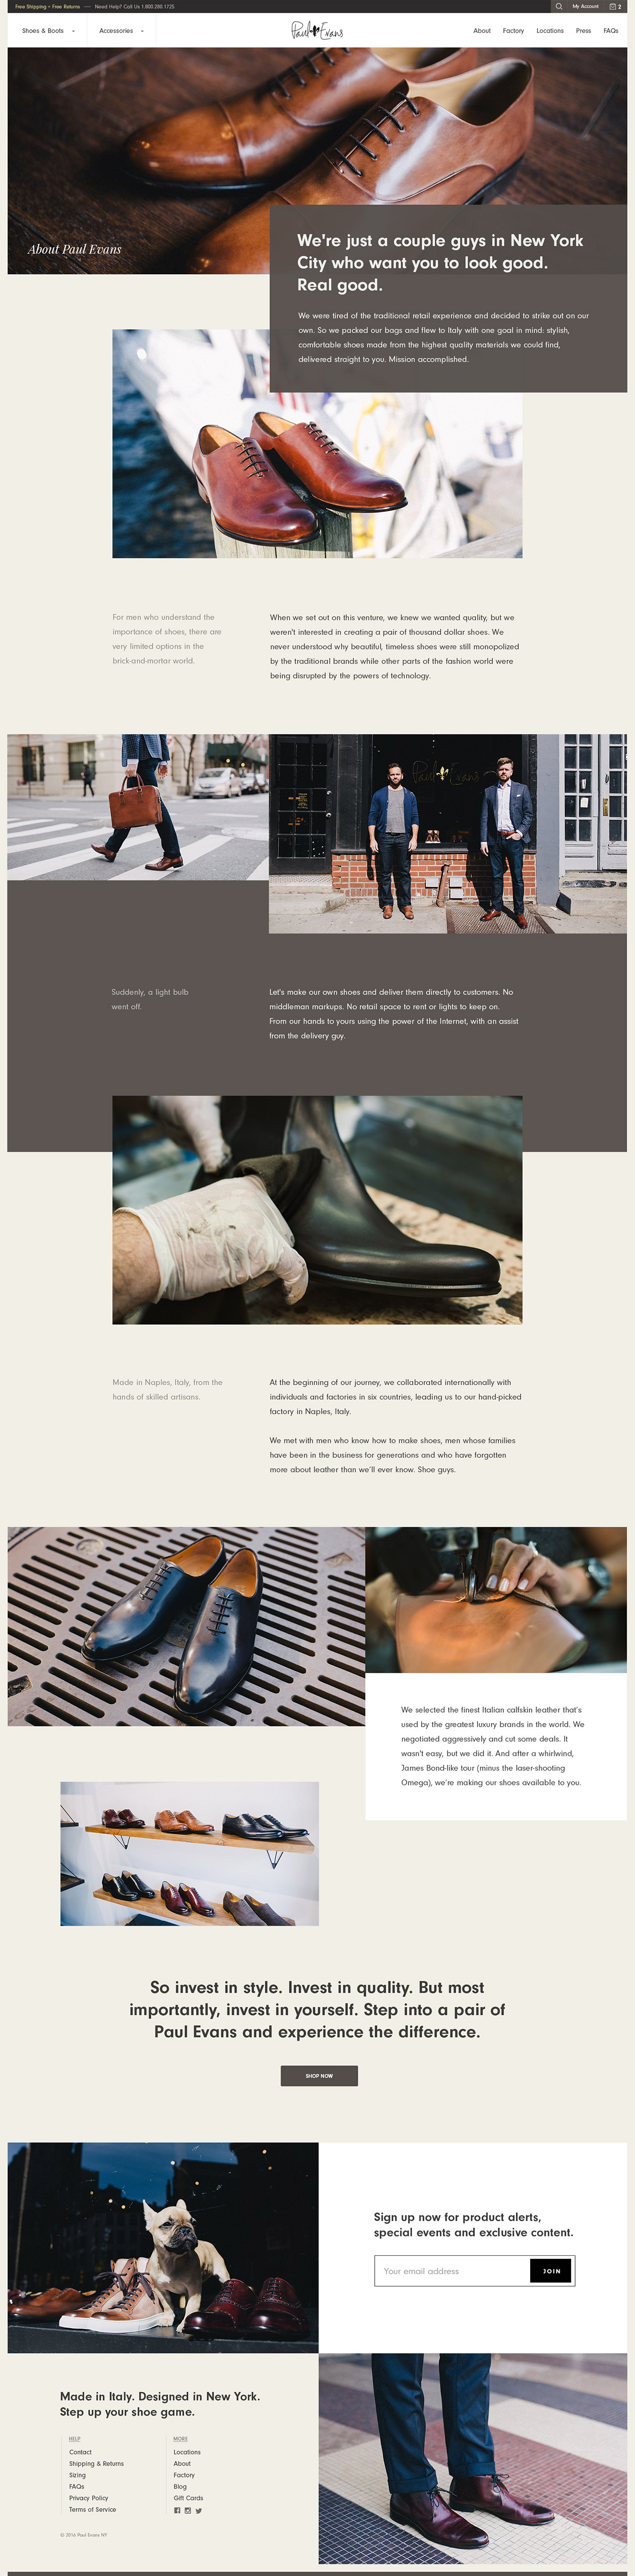 Free Shipping + Free Returns — Need Help? Call Us 1.800.280.1725
My Account 2
Shoes & Boots Accessories Paul Evans About Factory Locations Press FAQs
About Paul Evans
We're just a couple guys in New York
City who want you to look good.
Real good.
We were tired of the traditional retail experience and decided to strike out on our
own. So we packed our bags and flew to Italy with one goal in mind: stylish,
comfortable shoes made from the highest quality materials we could find,
delivered straight to you. Mission accomplished.
For men who understand the
importance of shoes, there are
very limited options in the
brick-and-mortar world.
When we set out on this venture, we knew we wanted quality, but we
weren't interested in creating a pair of thousand dollar shoes. We
never understood why beautiful, timeless shoes were still monopolized
by the traditional brands while other parts of the fashion world were
being disrupted by the powers of technology.
Paul Evans
Suddenly, a light bulb
went off.
Let's make our own shoes and deliver them directly to customers. No
middleman markups. No retail space to rent or lights to keep on.
From our hands to yours using the power of the Internet, with an assist
from the delivery guy.
Made in Naples, Italy, from the
hands of skilled artisans.
At the beginning of our journey, we collaborated internationally with
individuals and factories in six countries, leading us to our hand-picked
factory in Naples, Italy.
We met with men who know how to make shoes, men whose families
have been in the business for generations and who have forgotten
more about leather than we'll ever know. Shoe guys.
We selected the finest Italian calfskin leather that's
used by the greatest luxury brands in the world. We
negotiated aggressively and cut some deals. It
wasn't easy, but we did it. And after a whirlwind,
James Bond-like tour (minus the laser-shooting
Omega), we're making our shoes available to you.
So invest in style. Invest in quality. But most
importantly, invest in yourself. Step into a pair of
Paul Evans and experience the difference.
SHOP NOW
Sign up now for product alerts,
special events and exclusive content.
Your email address JOIN
Made in Italy. Designed in New York.
Step up your shoe game.
HELP
Contact
Shipping & Returns
Sizing
FAQs
Privacy Policy
Terms of Service
MORE
Locations
About
Factory
Blog
Gift Cards
© 2016 Paul Evans NY